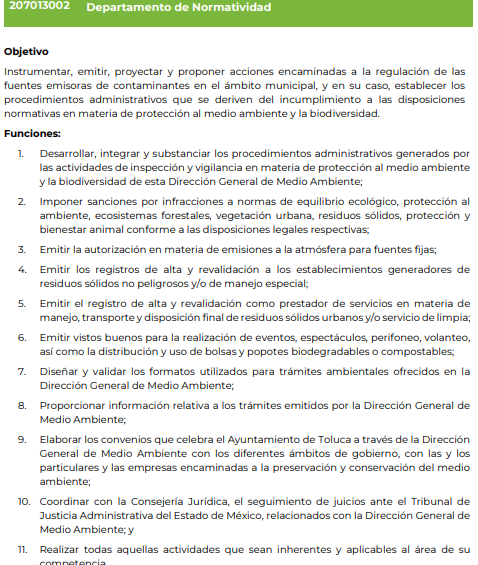 207013002 Departamento de Normatividad
Objetivo
Instrumentar, emitir, proyectar y proponer acciones encaminadas a la regulación de las
fuentes emisoras de contaminantes en el ámbito municipal, y en su caso, establecer los
procedimientos administrativos que se deriven del incumplimiento a las disposiciones
normativas en materia de protección al medio ambiente y la biodiversidad.
Funciones:
1. Desarrollar, integrar y substanciar los procedimientos administrativos generados por
las actividades de inspección y vigilancia en materia de protección al medio ambiente
y la biodiversidad de esta Dirección General de Medio Ambiente;
2. Imponer sanciones por infracciones a normas de equilibrio ecológico, protección al
ambiente, ecosistemas forestales, vegetación urbana, residuos sólidos, protección y
bienestar animal conforme a las disposiciones legales respectivas;
3. Emitir la autorización en materia de emisiones a la atmósfera para fuentes fijas;
4. Emitir los registros de alta y revalidación a los establecimientos generadores de
residuos sólidos no peligrosos y/o de manejo especial;
5. Emitir el registro de alta y revalidación como prestador de servicios en materia de
manejo, transporte y disposición final de residuos sólidos urbanos y/o servicio de limpia;
6. Emitir vistos buenos para la realización de eventos, espectáculos, perifoneo, volanteo,
así como la distribución y uso de bolsas y popotes biodegradables o compostables;
7. Diseñar y validar los formatos utilizados para trámites ambientales ofrecidos en la
Dirección General de Medio Ambiente;
8. Proporcionar información relativa a los trámites emitidos por la Dirección General de
Medio Ambiente;
9. Elaborar los convenios que celebra el Ayuntamiento de Toluca a través de la Dirección
General de Medio Ambiente con los diferentes ámbitos de gobierno, con las y los
particulares y las empresas encaminadas a la preservación y conservación del medio
ambiente;
10. Coordinar con la Consejería Jurídica, el seguimiento de juicios ante el Tribunal de
Justicia Administrativa del Estado de México, relacionados con la Dirección General de
Medio Ambiente; y
11. Realizar todas aquellas actividades que sean inherentes y aplicables al área de su
competencia